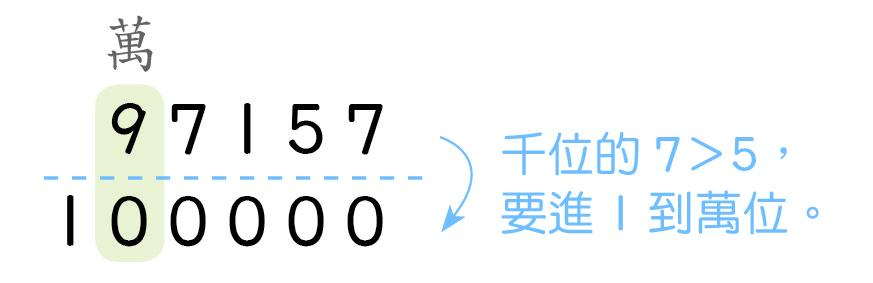 萬
97157
100000
千位的 7>5，
要進 1 到萬位。